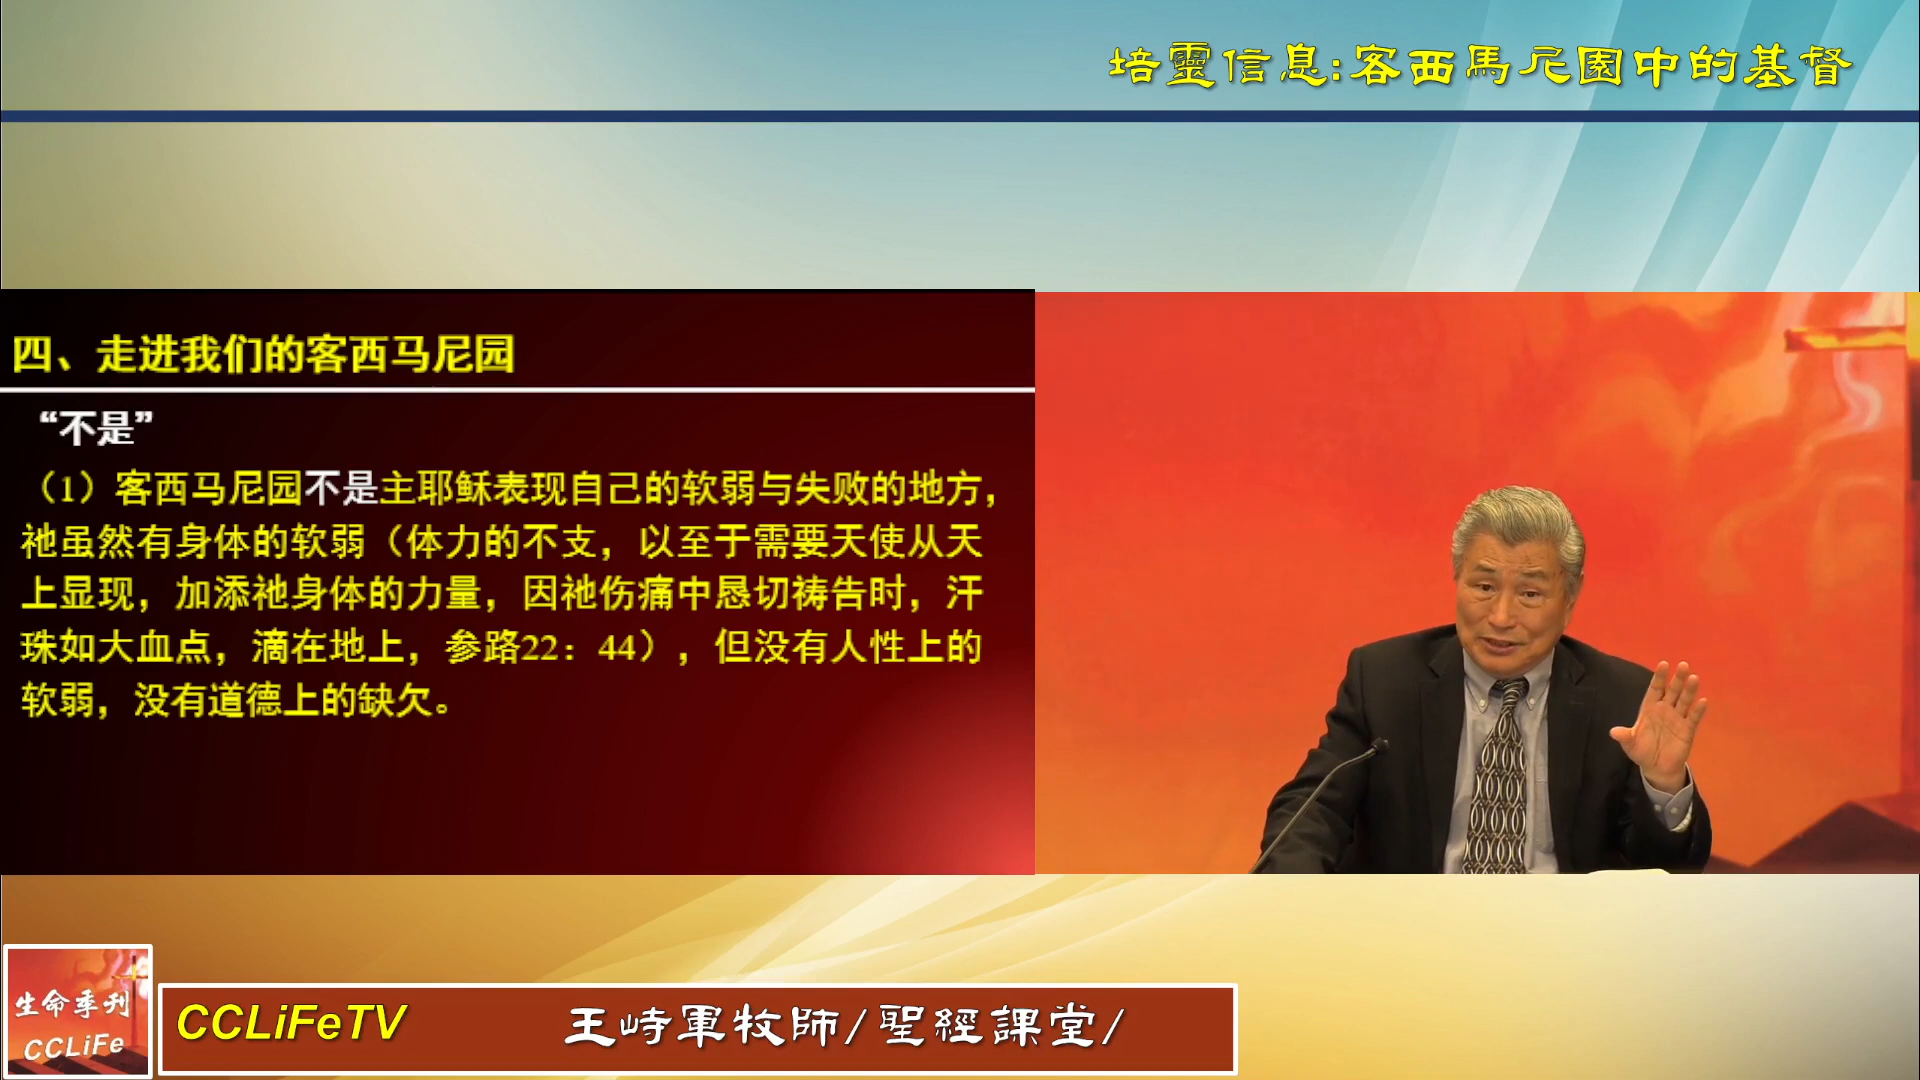 培靈信息:客西馬尼園中的基督
四、走进我们的客西马尼园
“不是”
（1）客西马尼园不是主耶稣表现自己的软弱与失败的地方，
祂虽然有身体的软弱（体力的不支，以至于需要天使从天
上显现，加添祂身体的力量，因祂伤痛中恳切祷告时，汗
珠如大血点，滴在地上，参路22：44），但没有人性上的
软弱，没有道德上的缺欠。
生命季刊
CCLiFe
CCLiFeTV 王峙軍牧師/聖經課堂/